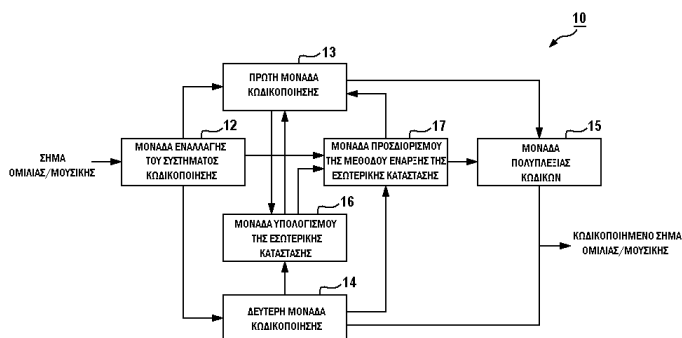 10
13
ΠΡΩΤΗ ΜΟΝΑΔΑ
ΚΩΔΙΚΟΠΟΙΗΣΗΣ
12
17
15
ΜΟΝΑΔΑ ΕΝΑΛΛΑΓΗΣ
ΤΟΥ ΣΥΣΤΗΜΑΤΟΣ
ΚΩΔΙΚΟΠΟΙΗΣΗΣ
ΜΟΝΑΔΑ ΠΡΟΣΔΙΟΡΙΣΜΟΥ
ΤΗΣ ΜΕΘΟΔΟΥ ΕΝΑΡΞΗΣ ΤΗΣ
ΕΣΩΤΕΡΙΚΗΣ ΚΑΤΑΣΤΑΣΗΣ
ΜΟΝΑΔΑ
ΠΟΛΥΠΛΕΞΙΑΣ
ΚΩΔΙΚΩΝ
ΣΗΜΑ
ΟΜΙΛΙΑΣ/ΜΟΥΣΙΚΗΣ
16
ΜΟΝΑΔΑ ΥΠΟΛΟΓΙΣΜΟΥ
ΤΗΣ ΕΣΩΤΕΡΙΚΗΣ
ΚΑΤΑΣΤΑΣΗΣ
ΚΩΔΙΚΟΠΟΙΗΜΕΝΟ ΣΗΜΑ
ΟΜΙΛΙΑΣ/ΜΟΥΣΙΚΗΣ
14
ΔΕΥΤΕΡΗ ΜΟΝΑΔΑ
ΚΩΔΙΚΟΠΟΙΗΣΗΣ